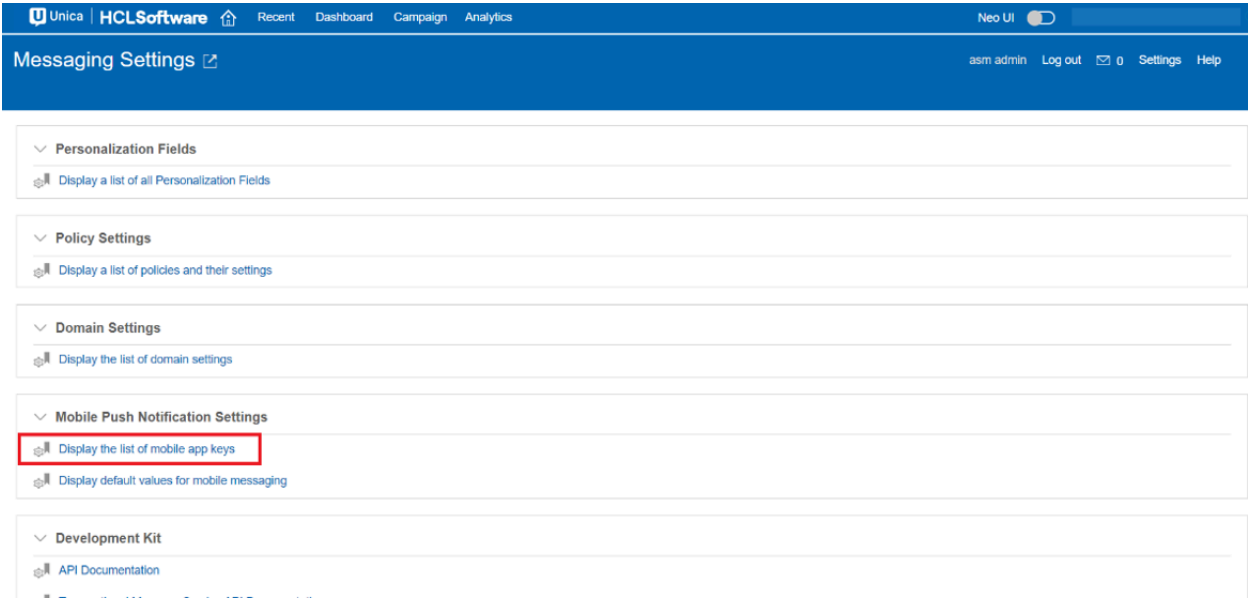 Unica | HCLSoftware Recent Dashboard Campaign Analytics Neo UI
Messaging Settings asm admin Log out 0 Settings Help
Personalization Fields
Display a list of all Personalization Fields
Policy Settings
Display a list of policies and their settings
Domain Settings
Display the list of domain settings
Mobile Push Notification Settings
Display the list of mobile app keys
Display default values for mobile messaging
Development Kit
API Documentation